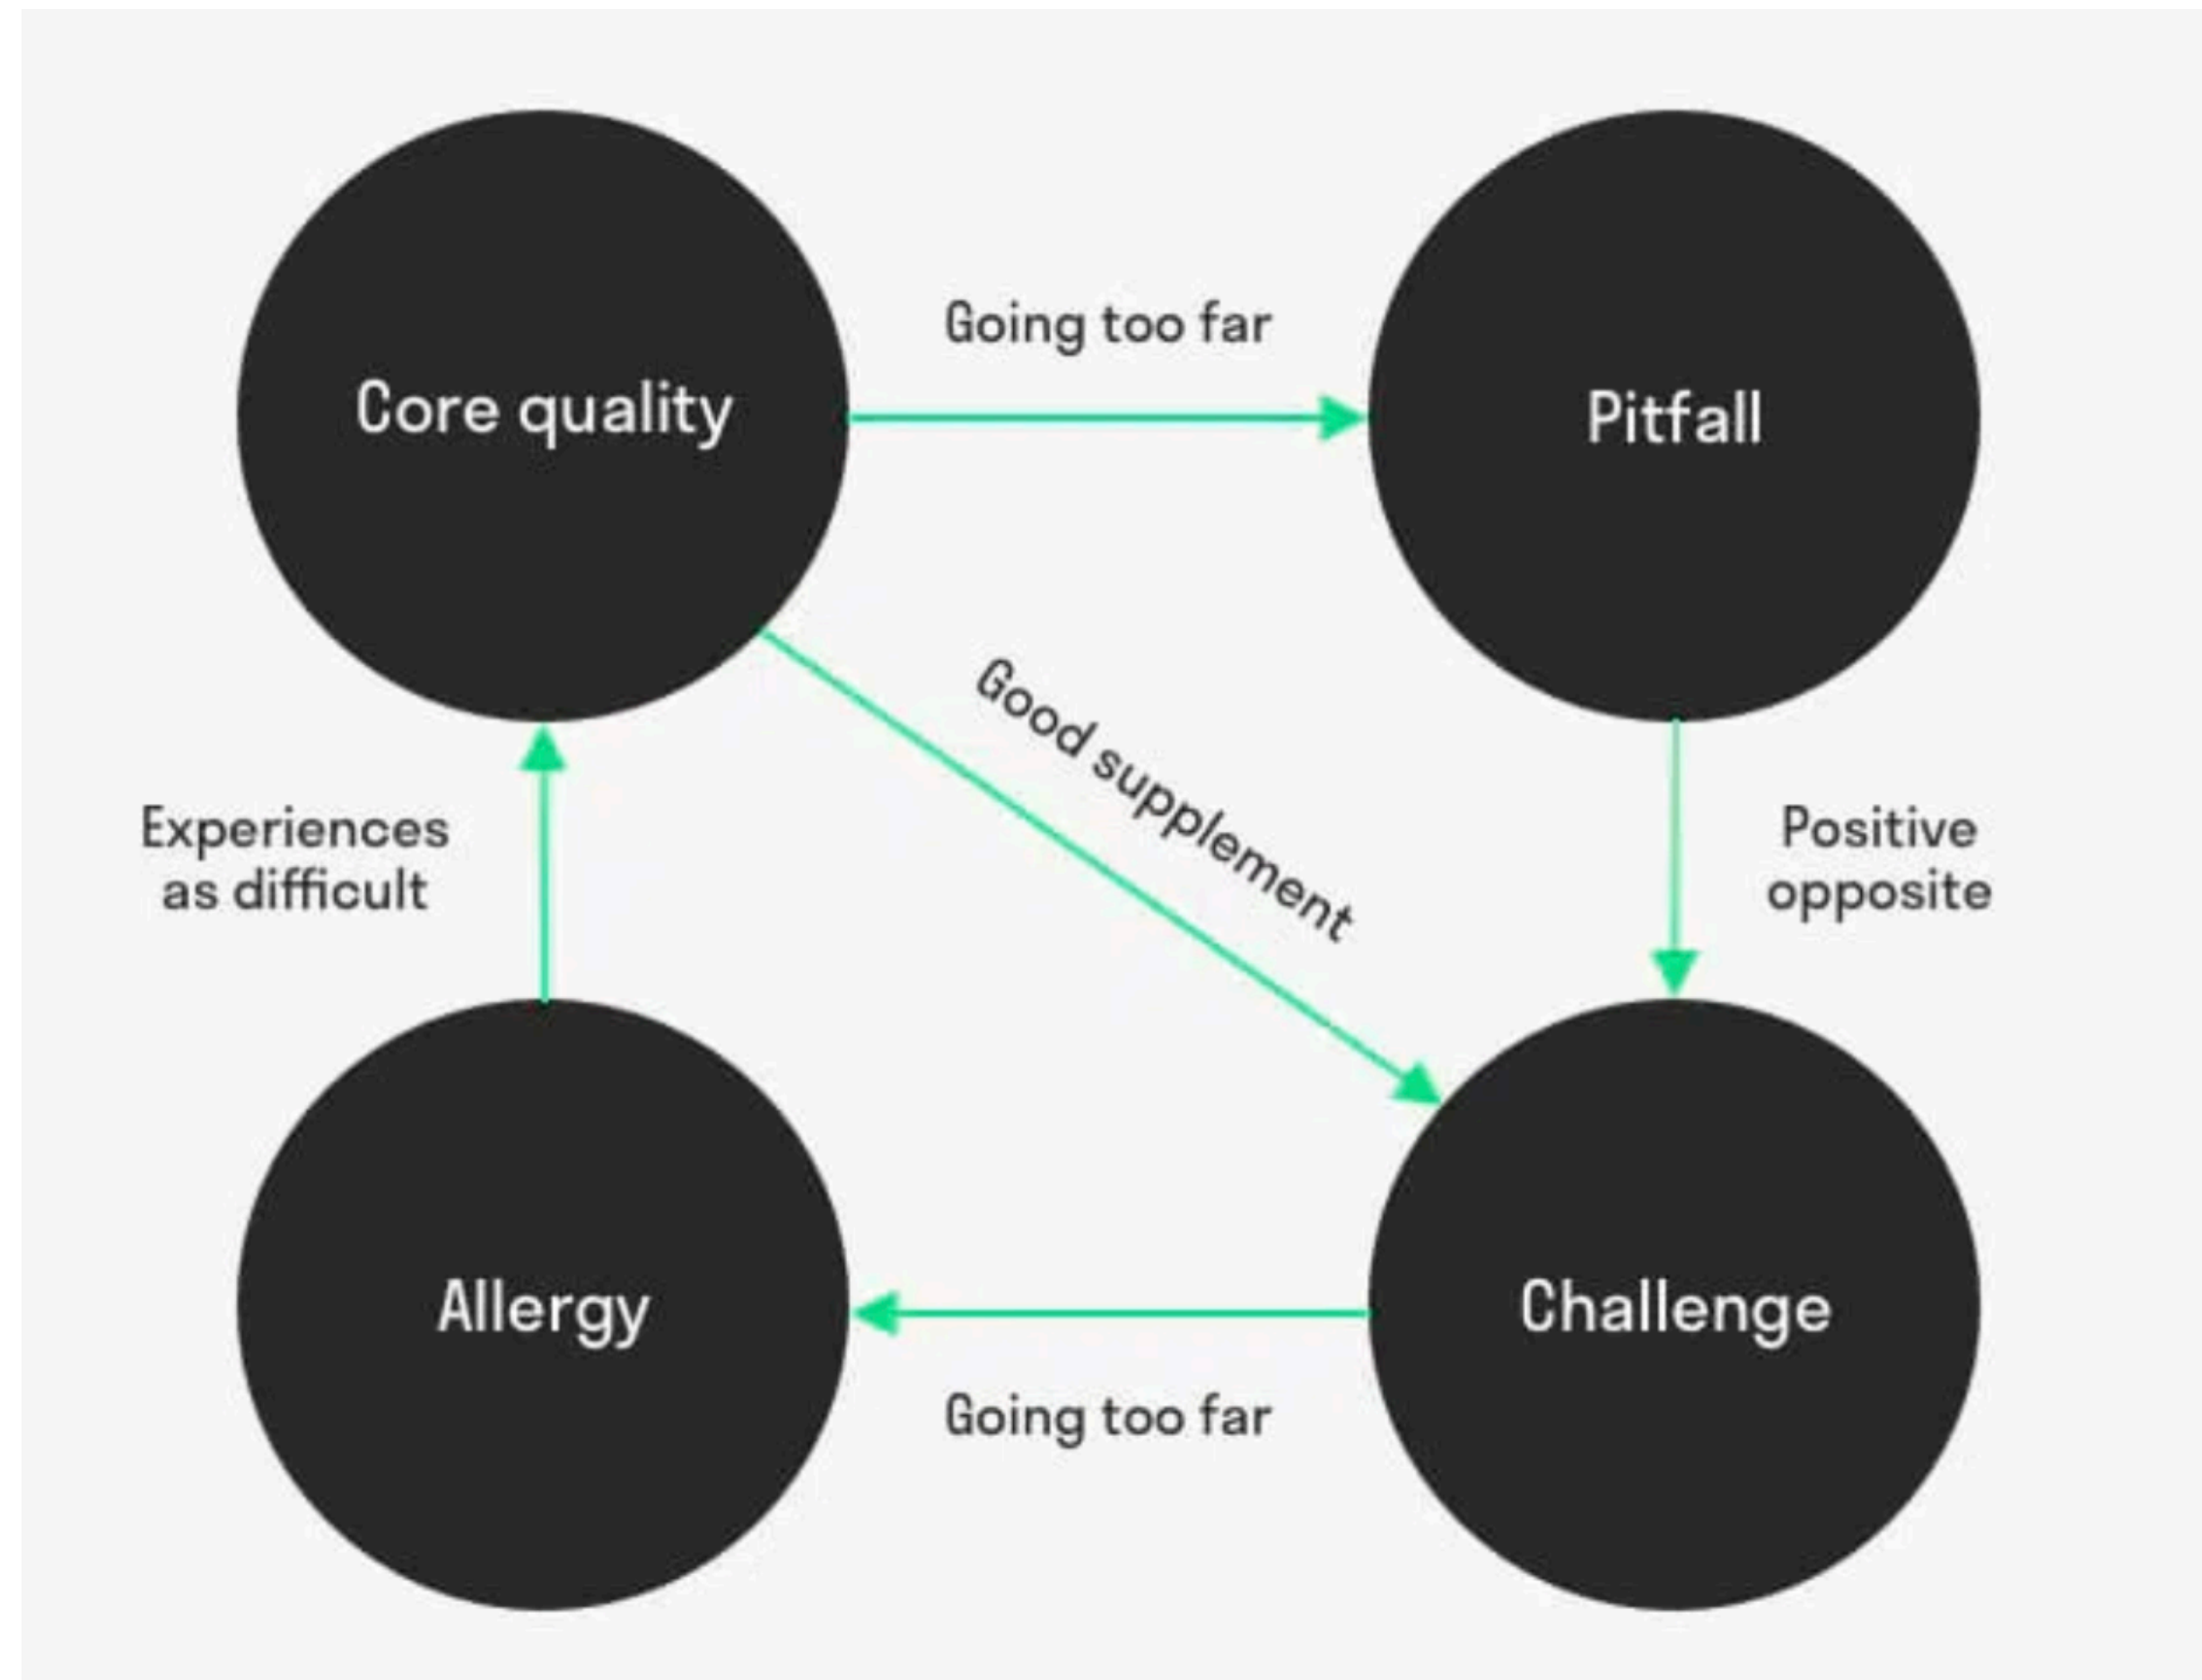 Going too far
Core quality
Pitfall
Good supplement
Experiences
as difficult
Positive
opposite
Allergy
Challenge
Going too far